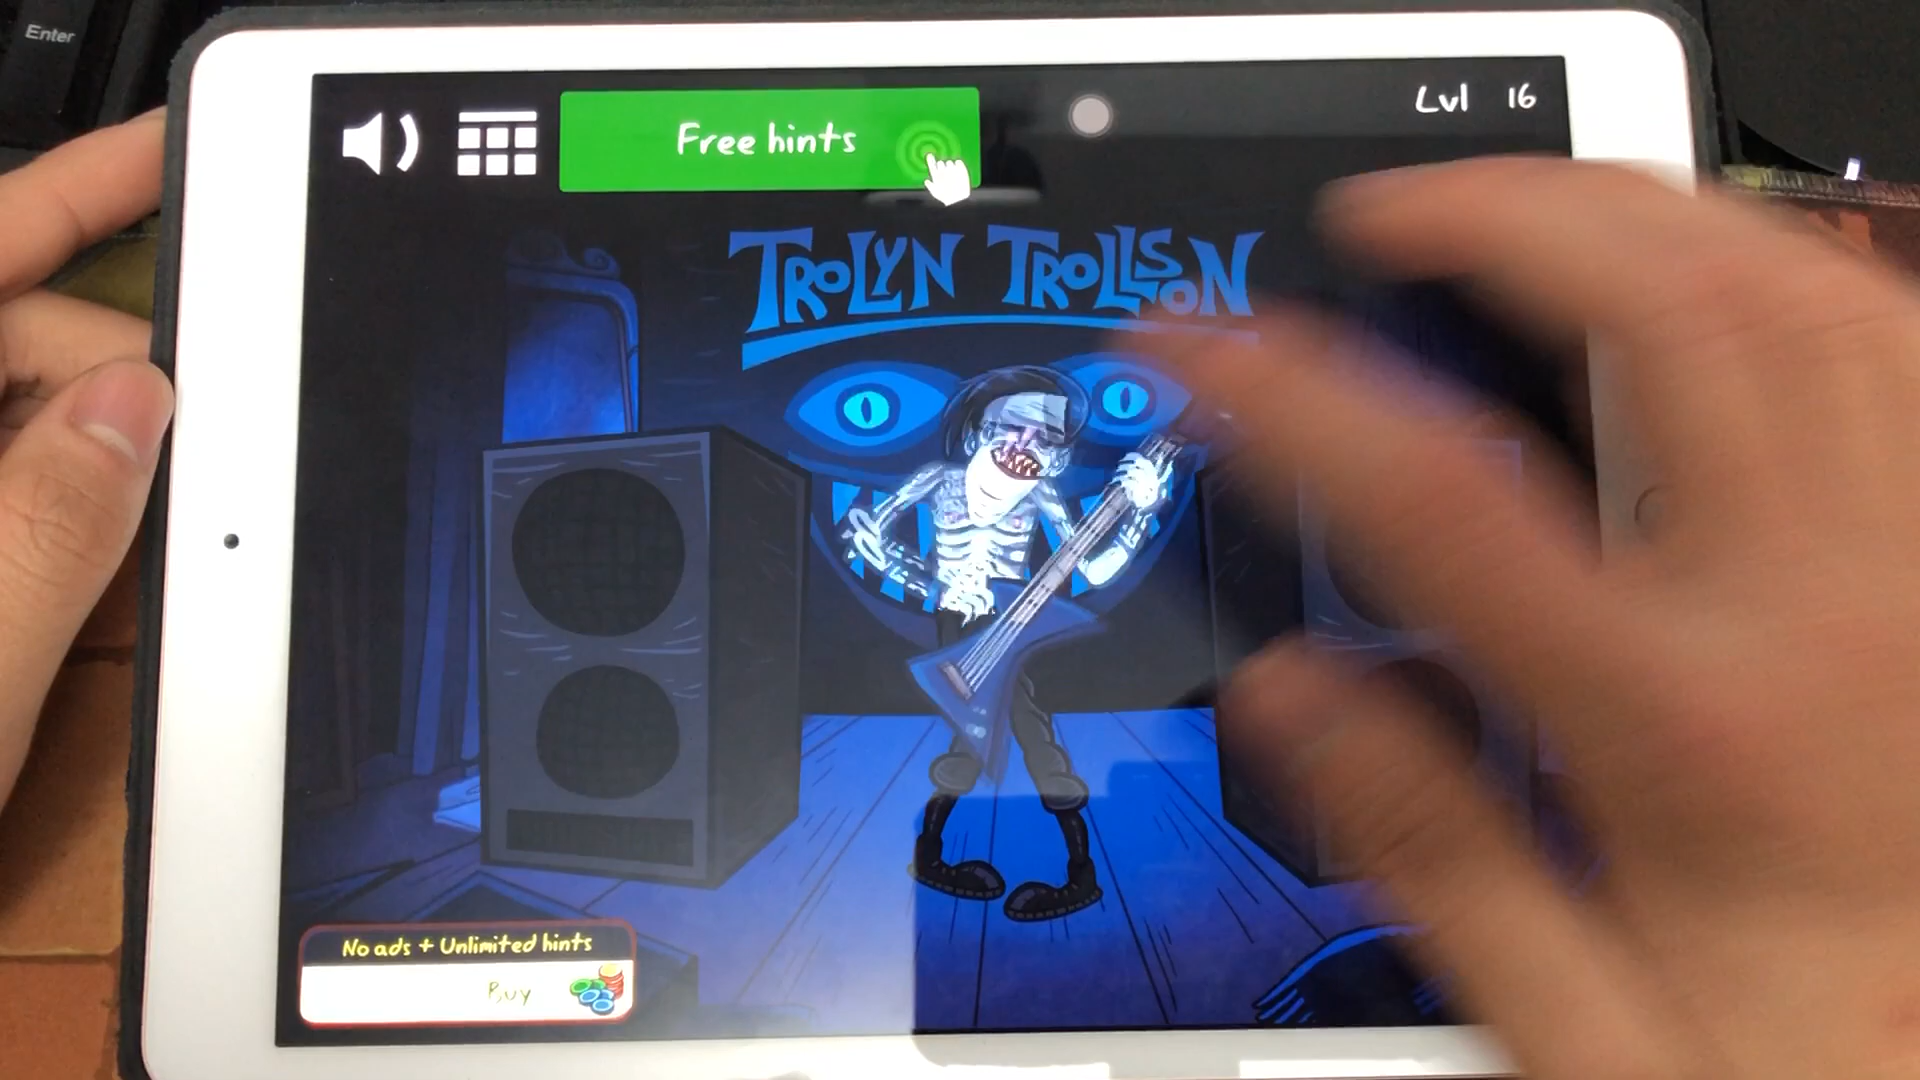 Enter
Free hints
Lvl 16
TROLYN TROLLSON
No ads + Unlimited hints
Buy